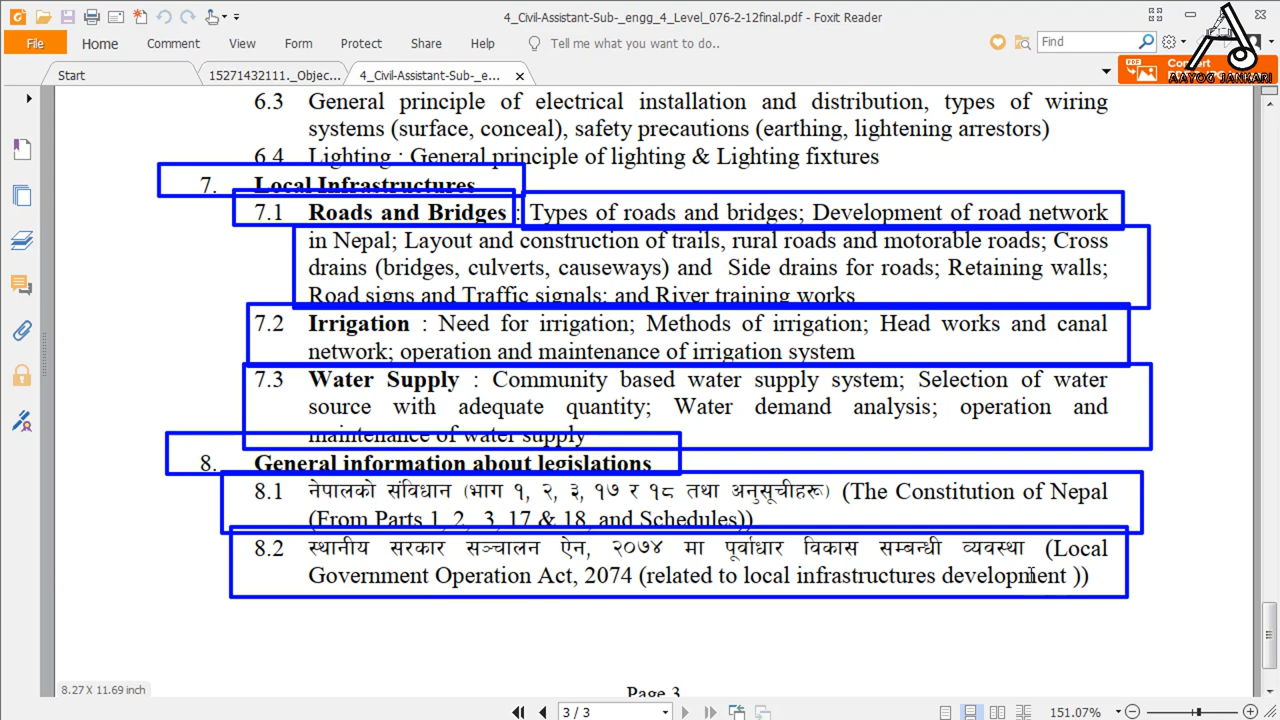 4_Civil-Assistant-Sub-_engg_4_Level_076-2-12final.pdf - Foxit Reader
File Home Comment View Form Protect Share Help Tell me what you want to do.. Find
Start 15271432111._Objec... 4_Civil-Assistant-Sub-_e...
Convert
AAYOG JANKARI
6.3 General principle of electrical installation and distribution, types of wiring
systems (surface, conceal), safety precautions (earthing, lightening arrestors)
6.4 Lighting : General principle of lighting & Lighting fixtures
7. Local Infrastructures
7.1 Roads and Bridges : Types of roads and bridges; Development of road network
in Nepal; Layout and construction of trails, rural roads and motorable roads; Cross
drains (bridges, culverts, causeways) and Side drains for roads; Retaining walls;
Road signs and Traffic signals; and River training works
7.2 Irrigation : Need for irrigation; Methods of irrigation; Head works and canal
network; operation and maintenance of irrigation system
7.3 Water Supply : Community based water supply system; Selection of water
source with adequate quantity; Water demand analysis; operation and
maintenance of water supply
8. General information about legislations
8.1 नेपालको संविधान (भाग १, २, ३, १७ र १८ तथा अनुसूचीहरू) (The Constitution of Nepal
(From Parts 1, 2, 3, 17 & 18, and Schedules))
8.2 स्थानीय सरकार सञ्चालन ऐन, २०७४ मा पूर्वाधार विकास सम्बन्धी व्यवस्था (Local
Government Operation Act, 2074 (related to local infrastructures development ))
Page 3
8.27 X 11.69 inch
3 / 3 151.07%